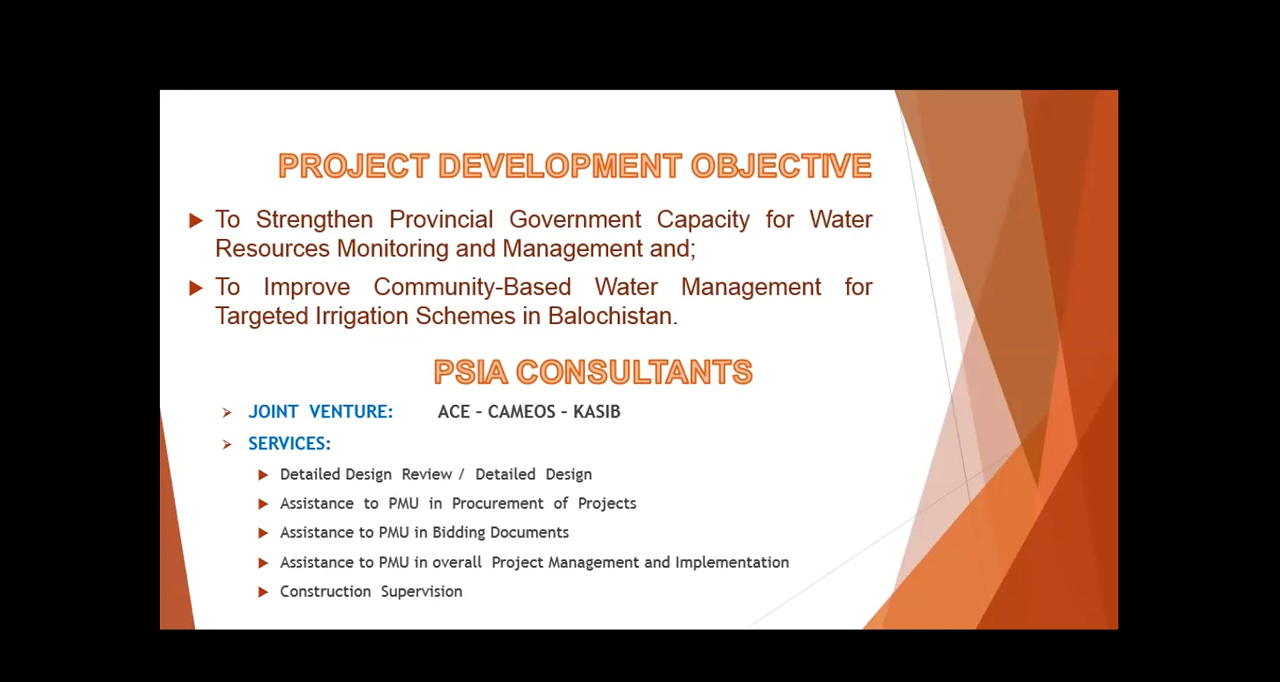 PROJECT DEVELOPMENT OBJECTIVE
To Strengthen Provincial Government Capacity for Water
Resources Monitoring and Management and;
To Improve Community-Based Water Management for
Targeted Irrigation Schemes in Balochistan.
PSIA CONSULTANTS
JOINT VENTURE: ACE – CAMEOS – KASIB
SERVICES:
Detailed Design Review / Detailed Design
Assistance to PMU in Procurement of Projects
Assistance to PMU in Bidding Documents
Assistance to PMU in overall Project Management and Implementation
Construction Supervision